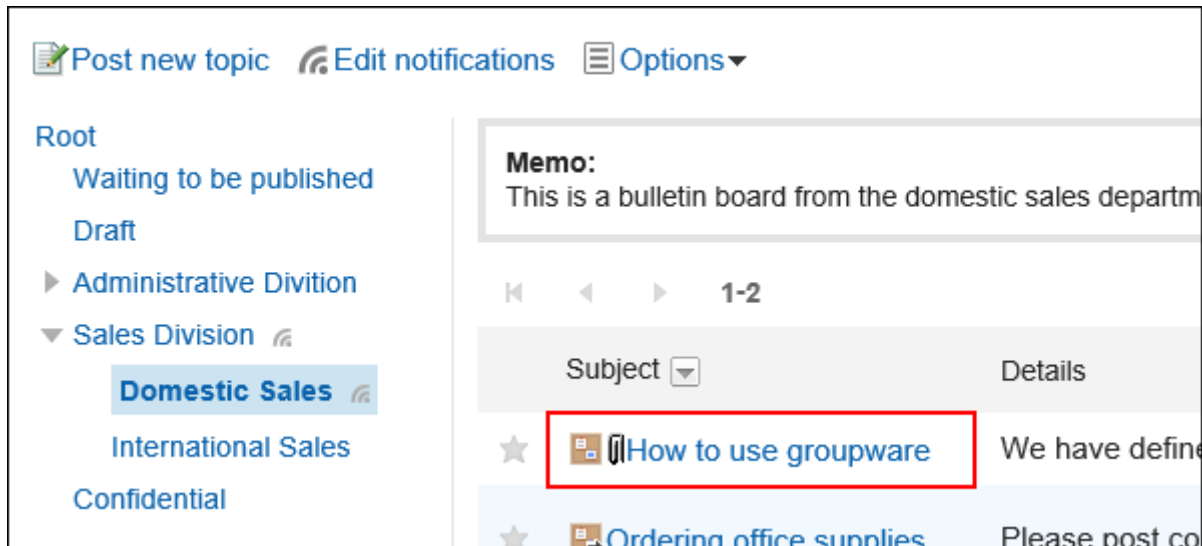 Post new topic Edit notifications Options
Root
Waiting to be published
Draft
Administrative Divition
Sales Division
Domestic Sales
International Sales
Confidential
Memo:
This is a bulletin board from the domestic sales departm
1-2
Subject Details
How to use groupware We have define
Ordering office supplies Please post co